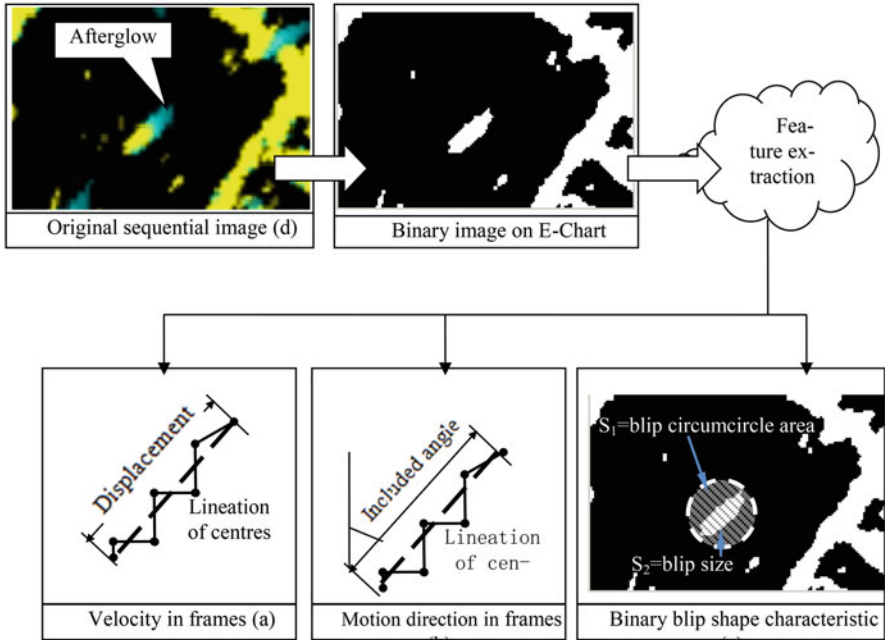 Afterglow
Original sequential image (d)
Binary image on E-Chart
Fea-
ture ex-
traction
Displacement
Lineation
of centres
Velocity in frames (a)
Included angle
Lineation
of cen-
Motion direction in frames
S₁=blip circumcircle area
S₂=blip size
Binary blip shape characteristic